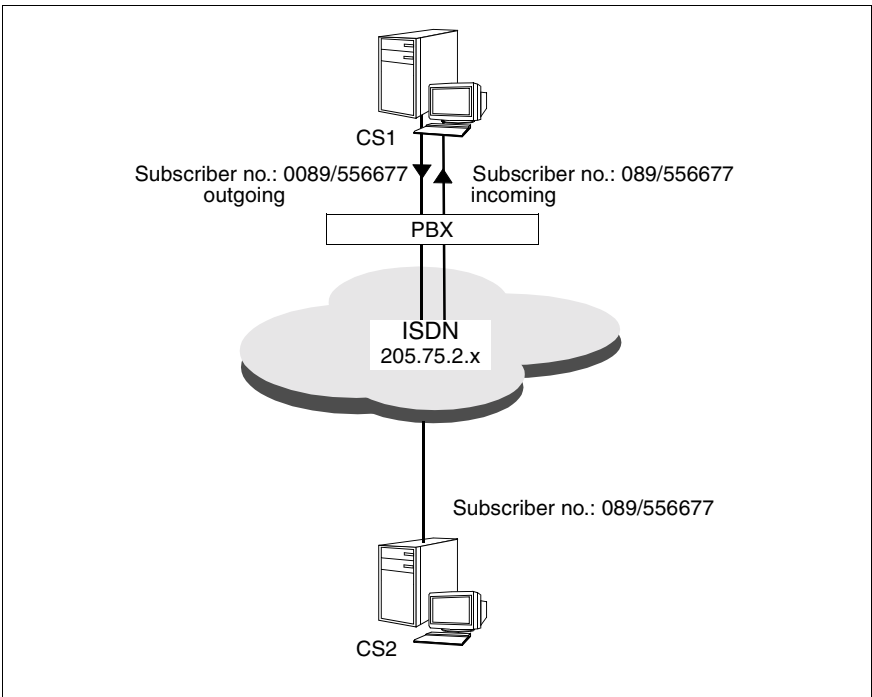 CS1
Subscriber no.: 0089/556677
outgoing
Subscriber no.: 089/556677
incoming
PBX
ISDN
205.75.2.x
Subscriber no.: 089/556677
CS2